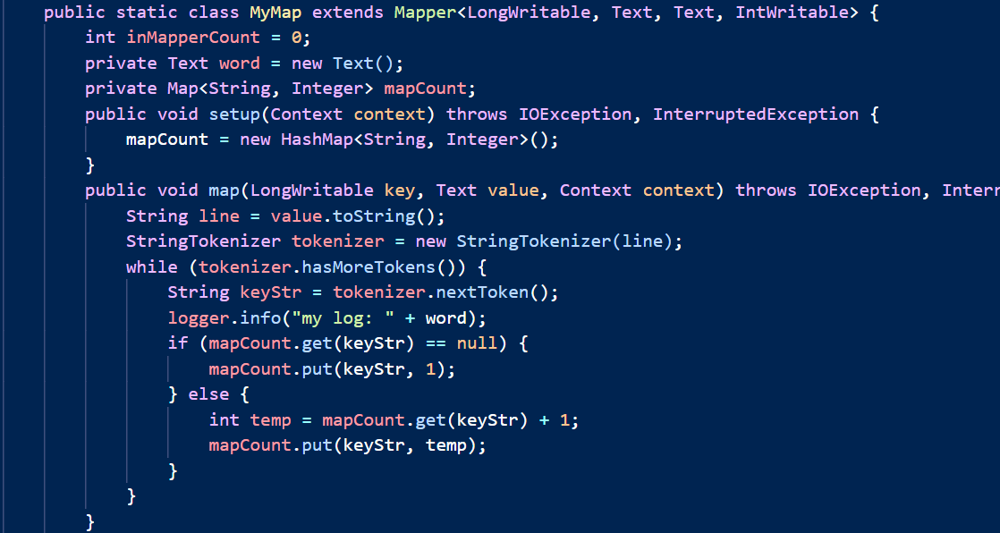 public static class MyMap extends Mapper<LongWritable, Text, Text, IntWritable> {
int inMapperCount = 0;
private Text word = new Text();
private Map<String, Integer> mapCount;
public void setup(Context context) throws IOException, InterruptedException {
mapCount = new HashMap<String, Integer>();
}
public void map(LongWritable key, Text value, Context context) throws IOException, Interr
String line = value.toString();
StringTokenizer tokenizer = new StringTokenizer(line);
while (tokenizer.hasMoreTokens()) {
String keyStr = tokenizer.nextToken();
logger.info("my log: " + word);
if (mapCount.get(keyStr) == null) {
mapCount.put(keyStr, 1);
} else {
int temp = mapCount.get(keyStr) + 1;
mapCount.put(keyStr, temp);
}
}
}